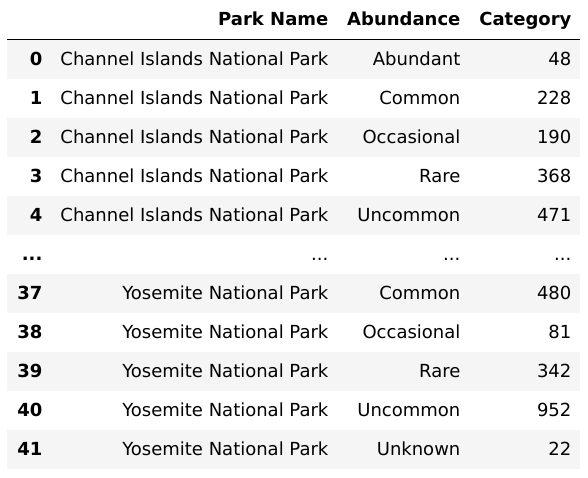 Park Name Abundance Category
0 Channel Islands National Park Abundant 48
1 Channel Islands National Park Common 228
2 Channel Islands National Park Occasional 190
3 Channel Islands National Park Rare 368
4 Channel Islands National Park Uncommon 471
... ... ... ...
37 Yosemite National Park Common 480
38 Yosemite National Park Occasional 81
39 Yosemite National Park Rare 342
40 Yosemite National Park Uncommon 952
41 Yosemite National Park Unknown 22